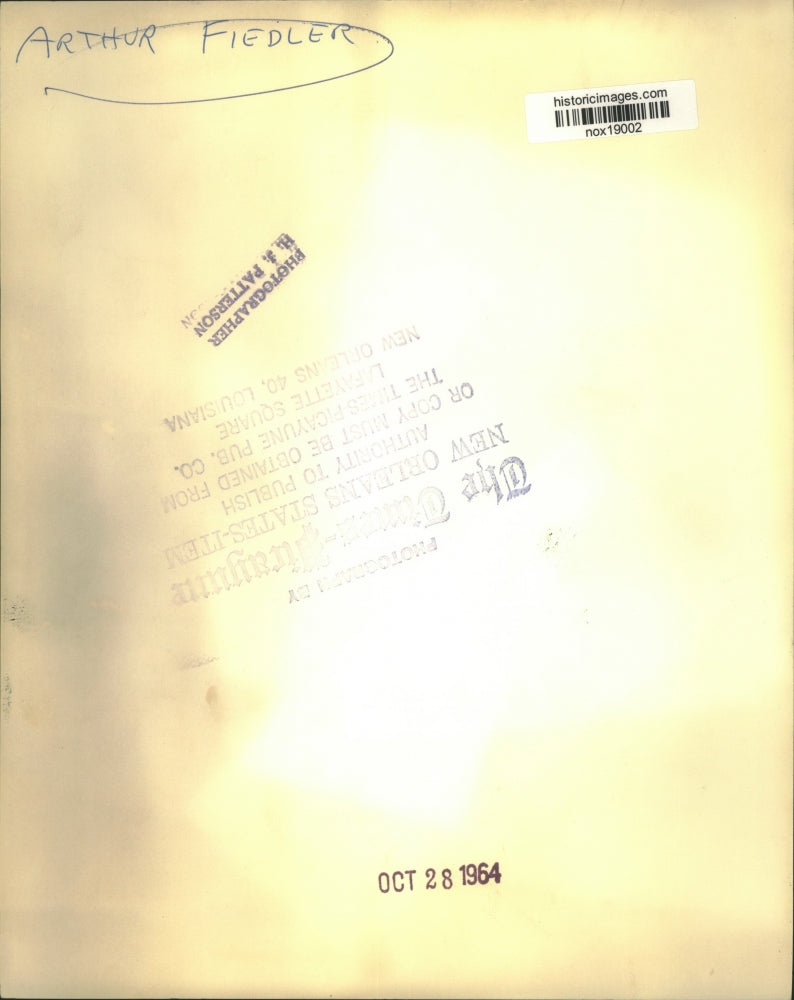 ARTHUR FIEDLER
historicimages.com
nox19002
PHOTOGRAPHER
H. J. PATTERSON
PHOTOGRAPH BY
The Times-Picayune
NEW ORLEANS STATES-ITEM
AUTHORITY TO PUBLISH
OR COPY MUST BE OBTAINED FROM
THE TIMES-PICAYUNE PUB. CO.
LAFAYETTE SQUARE
NEW ORLEANS 40, LOUISIANA
OCT 28 1964